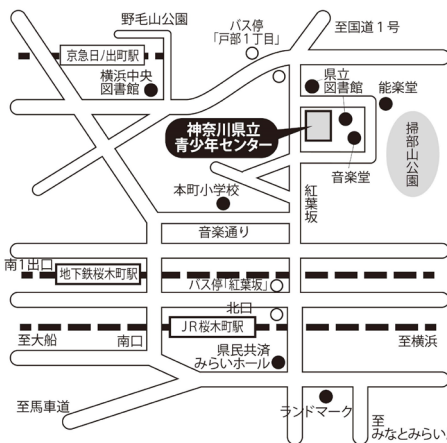 野毛山公園
バス停
「戸部1丁目」
至国道1号
京急日ノ出町駅
横浜中央
図書館
県立
図書館
能楽堂
神奈川県立
青少年センター
掃部山公園
音楽堂
本町小学校
紅葉坂
音楽通り
南1出口
地下鉄桜木町駅
バス停「紅葉坂」
北口
JR桜木町駅
至大船
南口
至横浜
県民共済
みらいホール
至馬車道
ランドマーク
至
みなとみらい